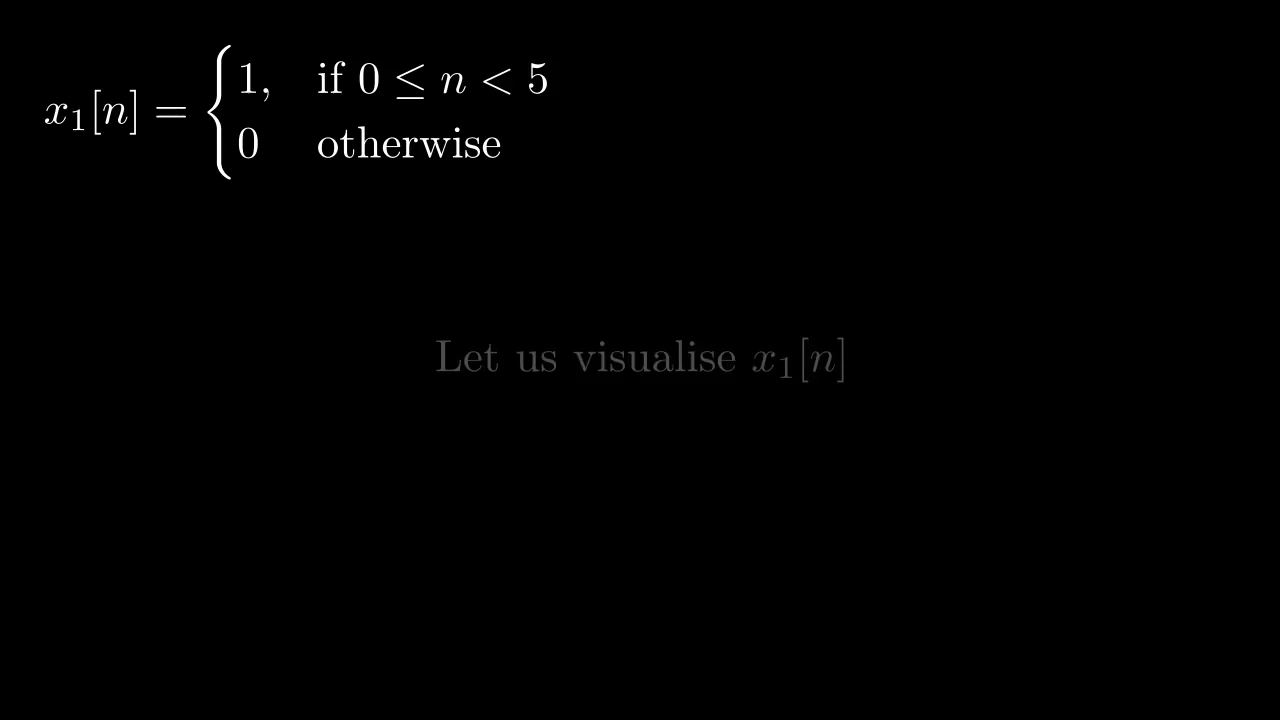 x₁[n] = { 1, if 0 ≤ n < 5
0 otherwise
Let us visualise x₁[n]